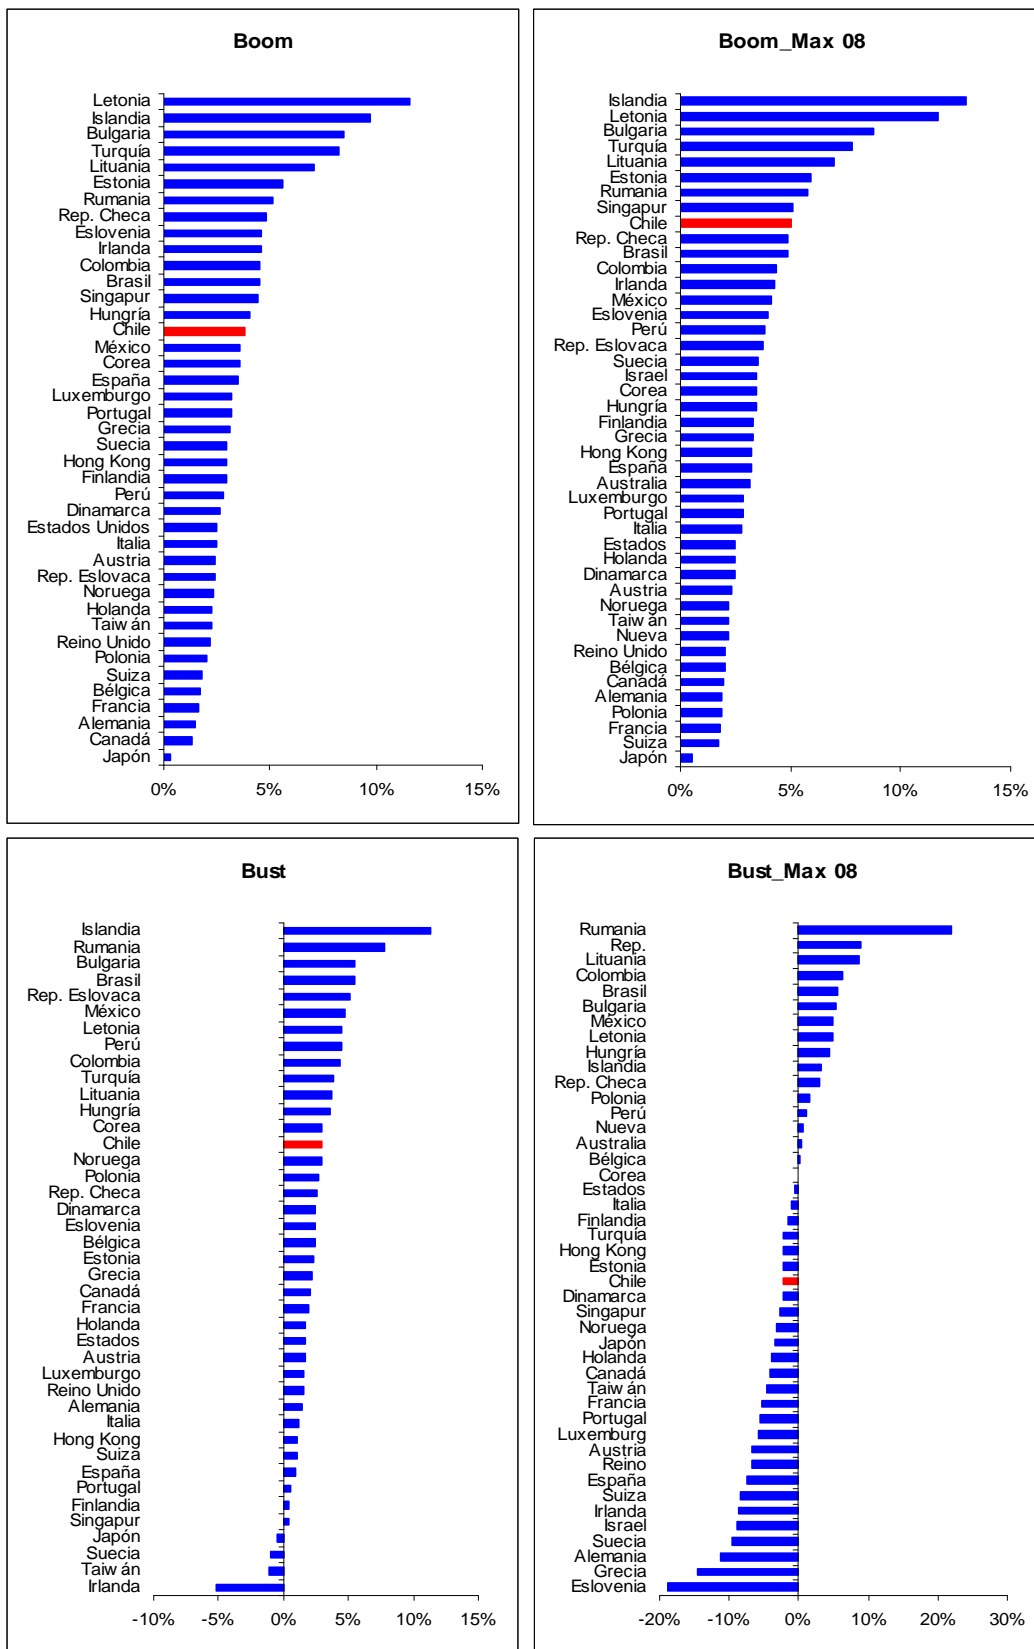 Boom
Letonia
Islandia
Bulgaria
Turquía
Lituania
Estonia
Rumania
Rep. Checa
Eslovenia
Irlanda
Colombia
Brasil
Singapur
Hungría
Chile
México
Corea
España
Luxemburgo
Portugal
Grecia
Suecia
Hong Kong
Finlandia
Perú
Dinamarca
Estados Unidos
Italia
Austria
Rep. Eslovaca
Noruega
Holanda
Taiwán
Reino Unido
Polonia
Suiza
Bélgica
Francia
Alemania
Canadá
Japón
0% 5% 10% 15%
Boom_Max 08
Islandia
Letonia
Bulgaria
Turquía
Lituania
Estonia
Rumania
Singapur
Chile
Rep. Checa
Brasil
Colombia
Irlanda
México
Eslovenia
Perú
Rep. Eslovaca
Suecia
Israel
Corea
Hungría
Finlandia
Grecia
Hong Kong
España
Australia
Luxemburgo
Portugal
Italia
Estados
Holanda
Dinamarca
Austria
Noruega
Taiwán
Nueva
Reino Unido
Bélgica
Canadá
Alemania
Polonia
Francia
Suiza
Japón
0% 5% 10% 15%
Bust
Islandia
Rumania
Bulgaria
Brasil
Rep. Eslovaca
México
Letonia
Perú
Colombia
Turquía
Lituania
Hungría
Corea
Chile
Noruega
Polonia
Rep. Checa
Dinamarca
Eslovenia
Bélgica
Estonia
Grecia
Canadá
Francia
Holanda
Estados
Austria
Luxemburgo
Reino Unido
Alemania
Italia
Hong Kong
Suiza
España
Portugal
Finlandia
Singapur
Japón
Suecia
Taiwán
Irlanda
-10% -5% 0% 5% 10% 15%
Bust_Max 08
Rumania
Rep.
Lituania
Colombia
Brasil
Bulgaria
México
Letonia
Hungría
Islandia
Rep. Checa
Polonia
Perú
Nueva
Australia
Bélgica
Corea
Estados
Italia
Finlandia
Turquía
Hong Kong
Estonia
Chile
Dinamarca
Singapur
Noruega
Japón
Holanda
Canadá
Taiwán
Francia
Portugal
Luxemburg
Austria
Reino
España
Suiza
Irlanda
Israel
Suecia
Alemania
Grecia
Eslovenia
-20% -10% 0% 10% 20% 30%